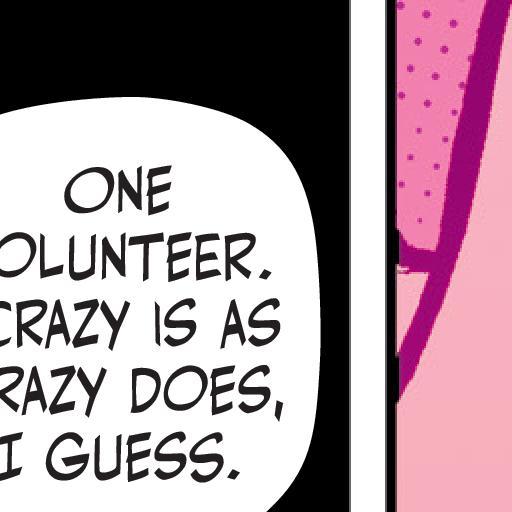 ONE
OLUNTEER.
CRAZY IS AS
RAZY DOES,
I GUESS.